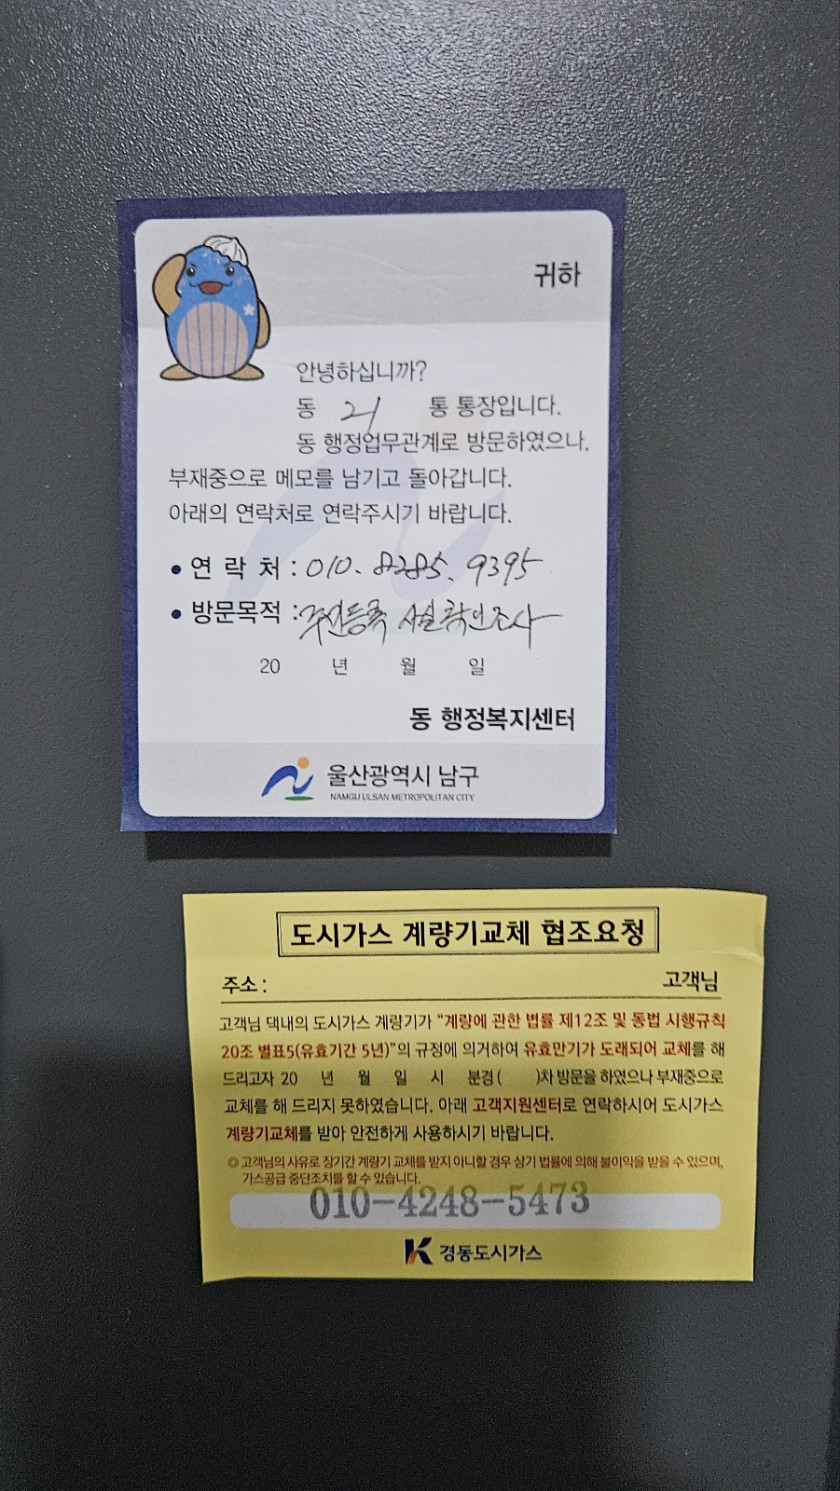 귀하
안녕하십니까?
동 21 통 통장입니다.
동 행정업무관계로 방문하였으나.
부재중으로 메모를 남기고 돌아갑니다.
아래의 연락처로 연락주시기 바랍니다.
• 연 락 처 : 010. 8285. 9395
• 방문목적 : 주민등록 사실확인조사
20 년 월 일
동 행정복지센터
울산광역시 남구
NAMGU ULSAN METROPOLITAN CITY
도시가스 계량기교체 협조요청
주소 : 고객님
고객님 댁내의 도시가스 계량기가 "계량에 관한 법률 제12조 및 동법 시행규칙
20조 별표5(유효기간 5년)"의 규정에 의거하여 유효만기가 도래되어 교체를 해
드리고자 20 년 월 일 시 분경 ( )차 방문을 하였으나 부재중으로
교체를 해 드리지 못하였습니다. 아래 고객지원센터로 연락하시어 도시가스
계량기교체를 받아 안전하게 사용하시기 바랍니다.
◎ 고객님의 사유로 장기간 계량기 교체를 받지 아니할 경우 상기 법률에 의해 불이익을 받을 수 있으며,
가스공급 중단조치를 할 수 있습니다.
010-4248-5473
경동도시가스